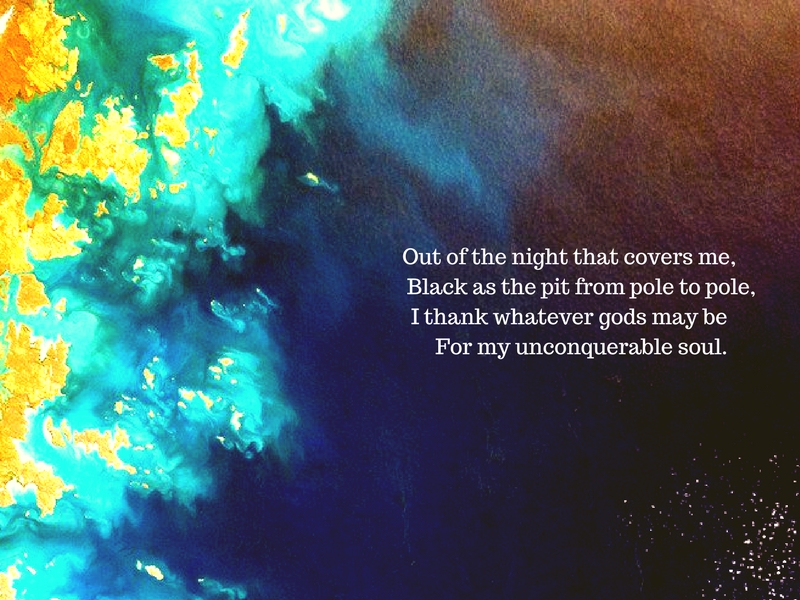 Out of the night that covers me,
Black as the pit from pole to pole,
I thank whatever gods may be
For my unconquerable soul.